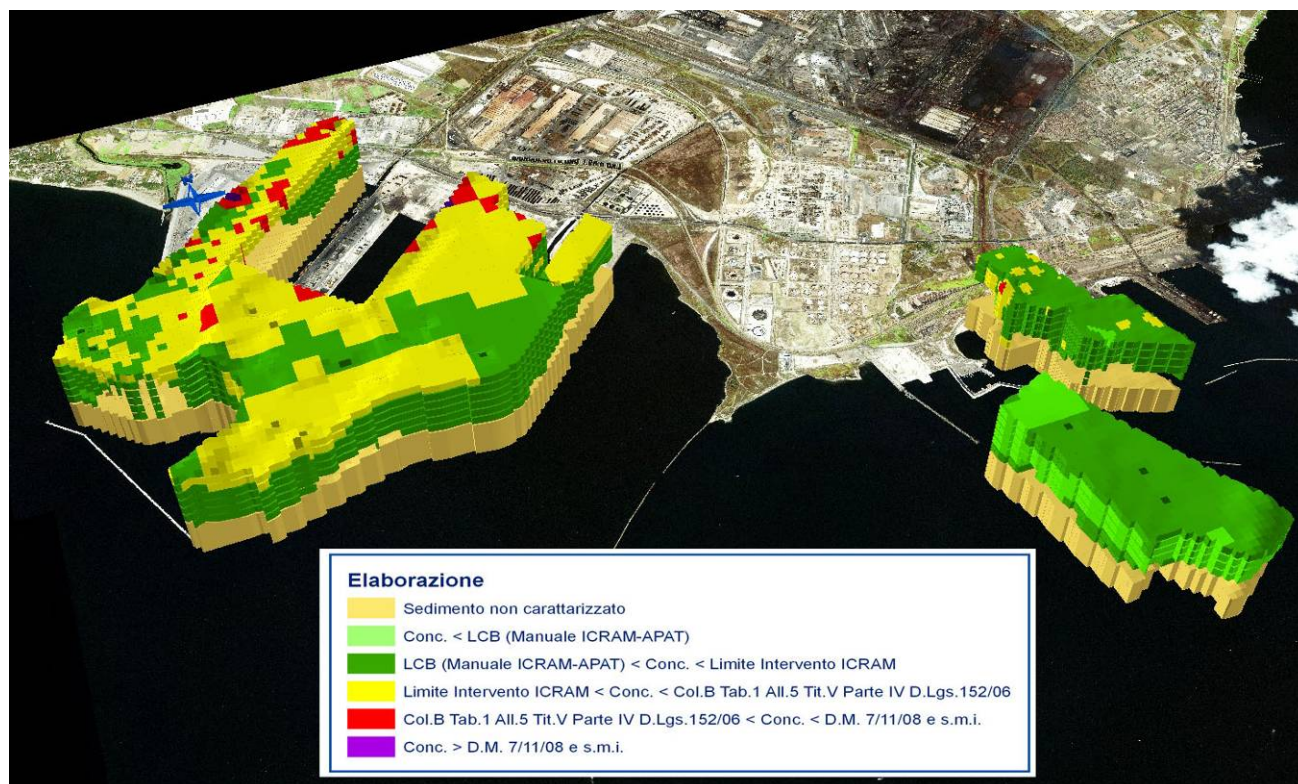 Elaborazione
Sedimento non carattarizzato
Conc. < LCB (Manuale ICRAM-APAT)
LCB (Manuale ICRAM-APAT) < Conc. < Limite Intervento ICRAM
Limite Intervento ICRAM < Conc. < Col.B Tab.1 All.5 Tit.V Parte IV D.Lgs.152/06
Col.B Tab.1 All.5 Tit.V Parte IV D.Lgs.152/06 < Conc. < D.M. 7/11/08 e s.m.i.
Conc. > D.M. 7/11/08 e s.m.i.